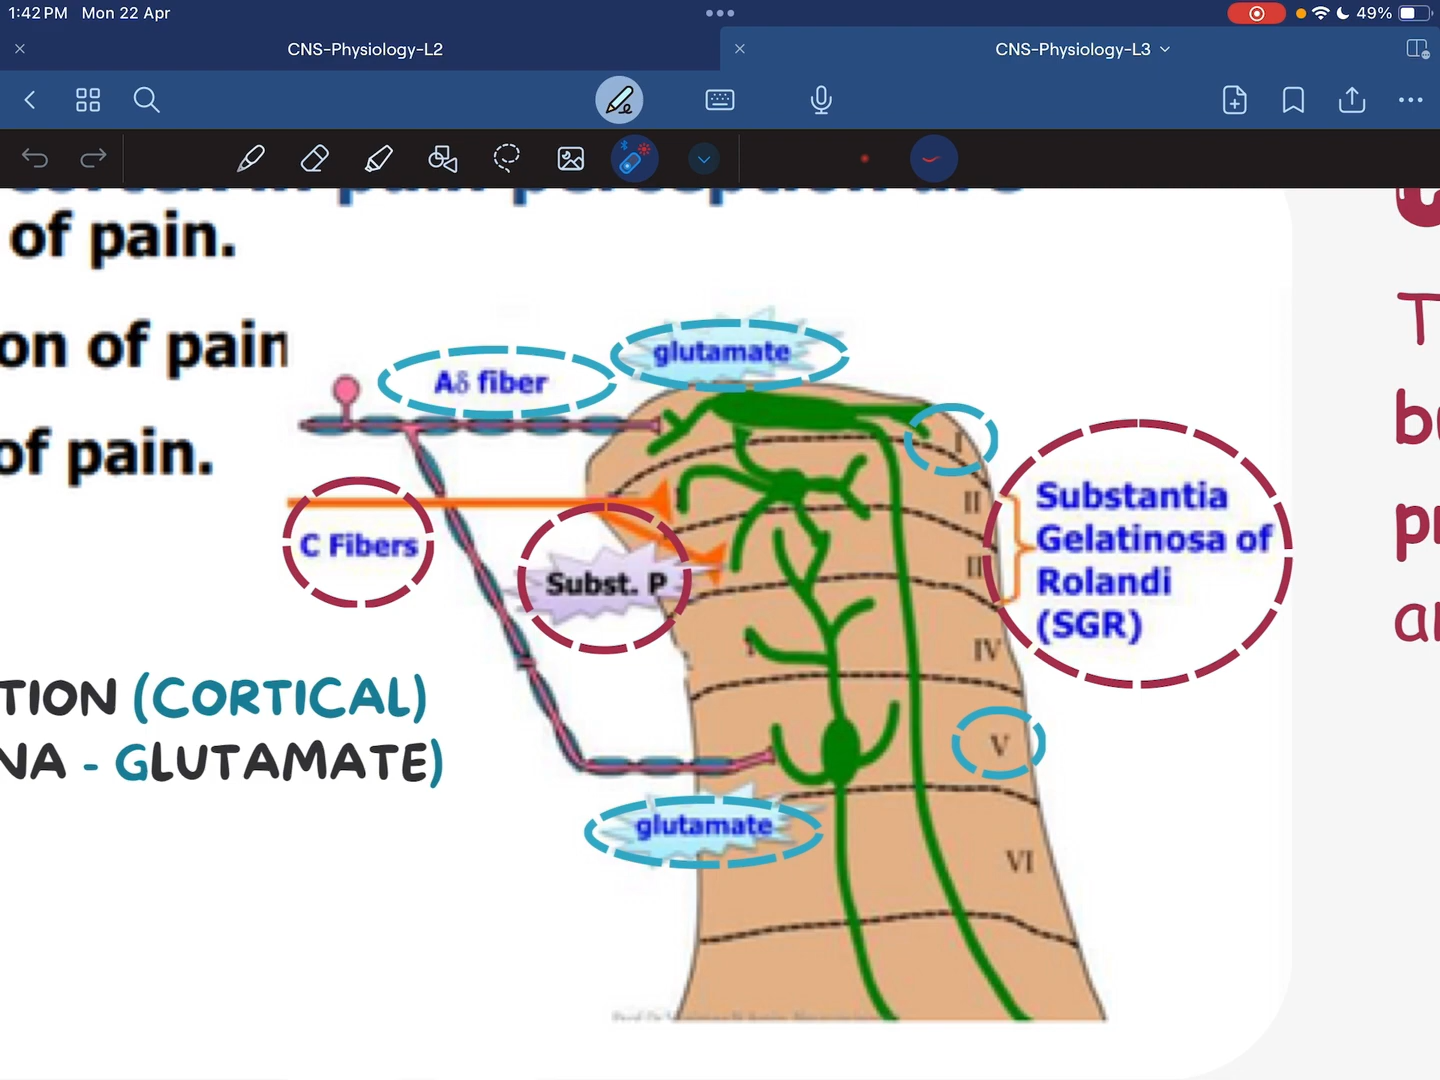 1:42 PM Mon 22 Apr
49%
CNS-Physiology-L2
CNS-Physiology-L3
of pain.
on of pain
of pain.
Aδ fiber
glutamate
I
II
C Fibers
Subst. P
Substantia
Gelatinosa of
Rolandi
(SGR)
IV
TION (CORTICAL)
NA - GLUTAMATE)
V
glutamate
VI